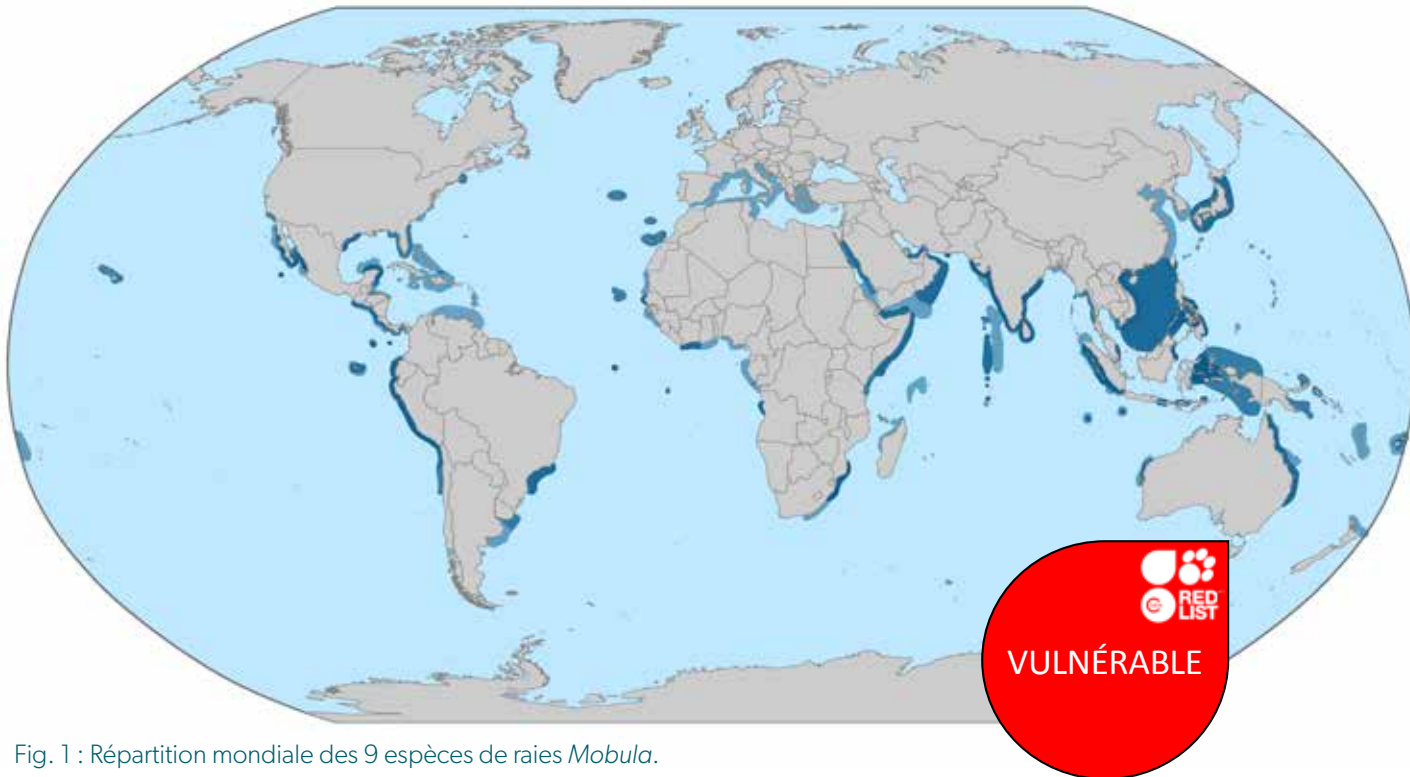 RED
LIST
VULNÉRABLE
Fig. 1 : Répartition mondiale des 9 espèces de raies Mobula.